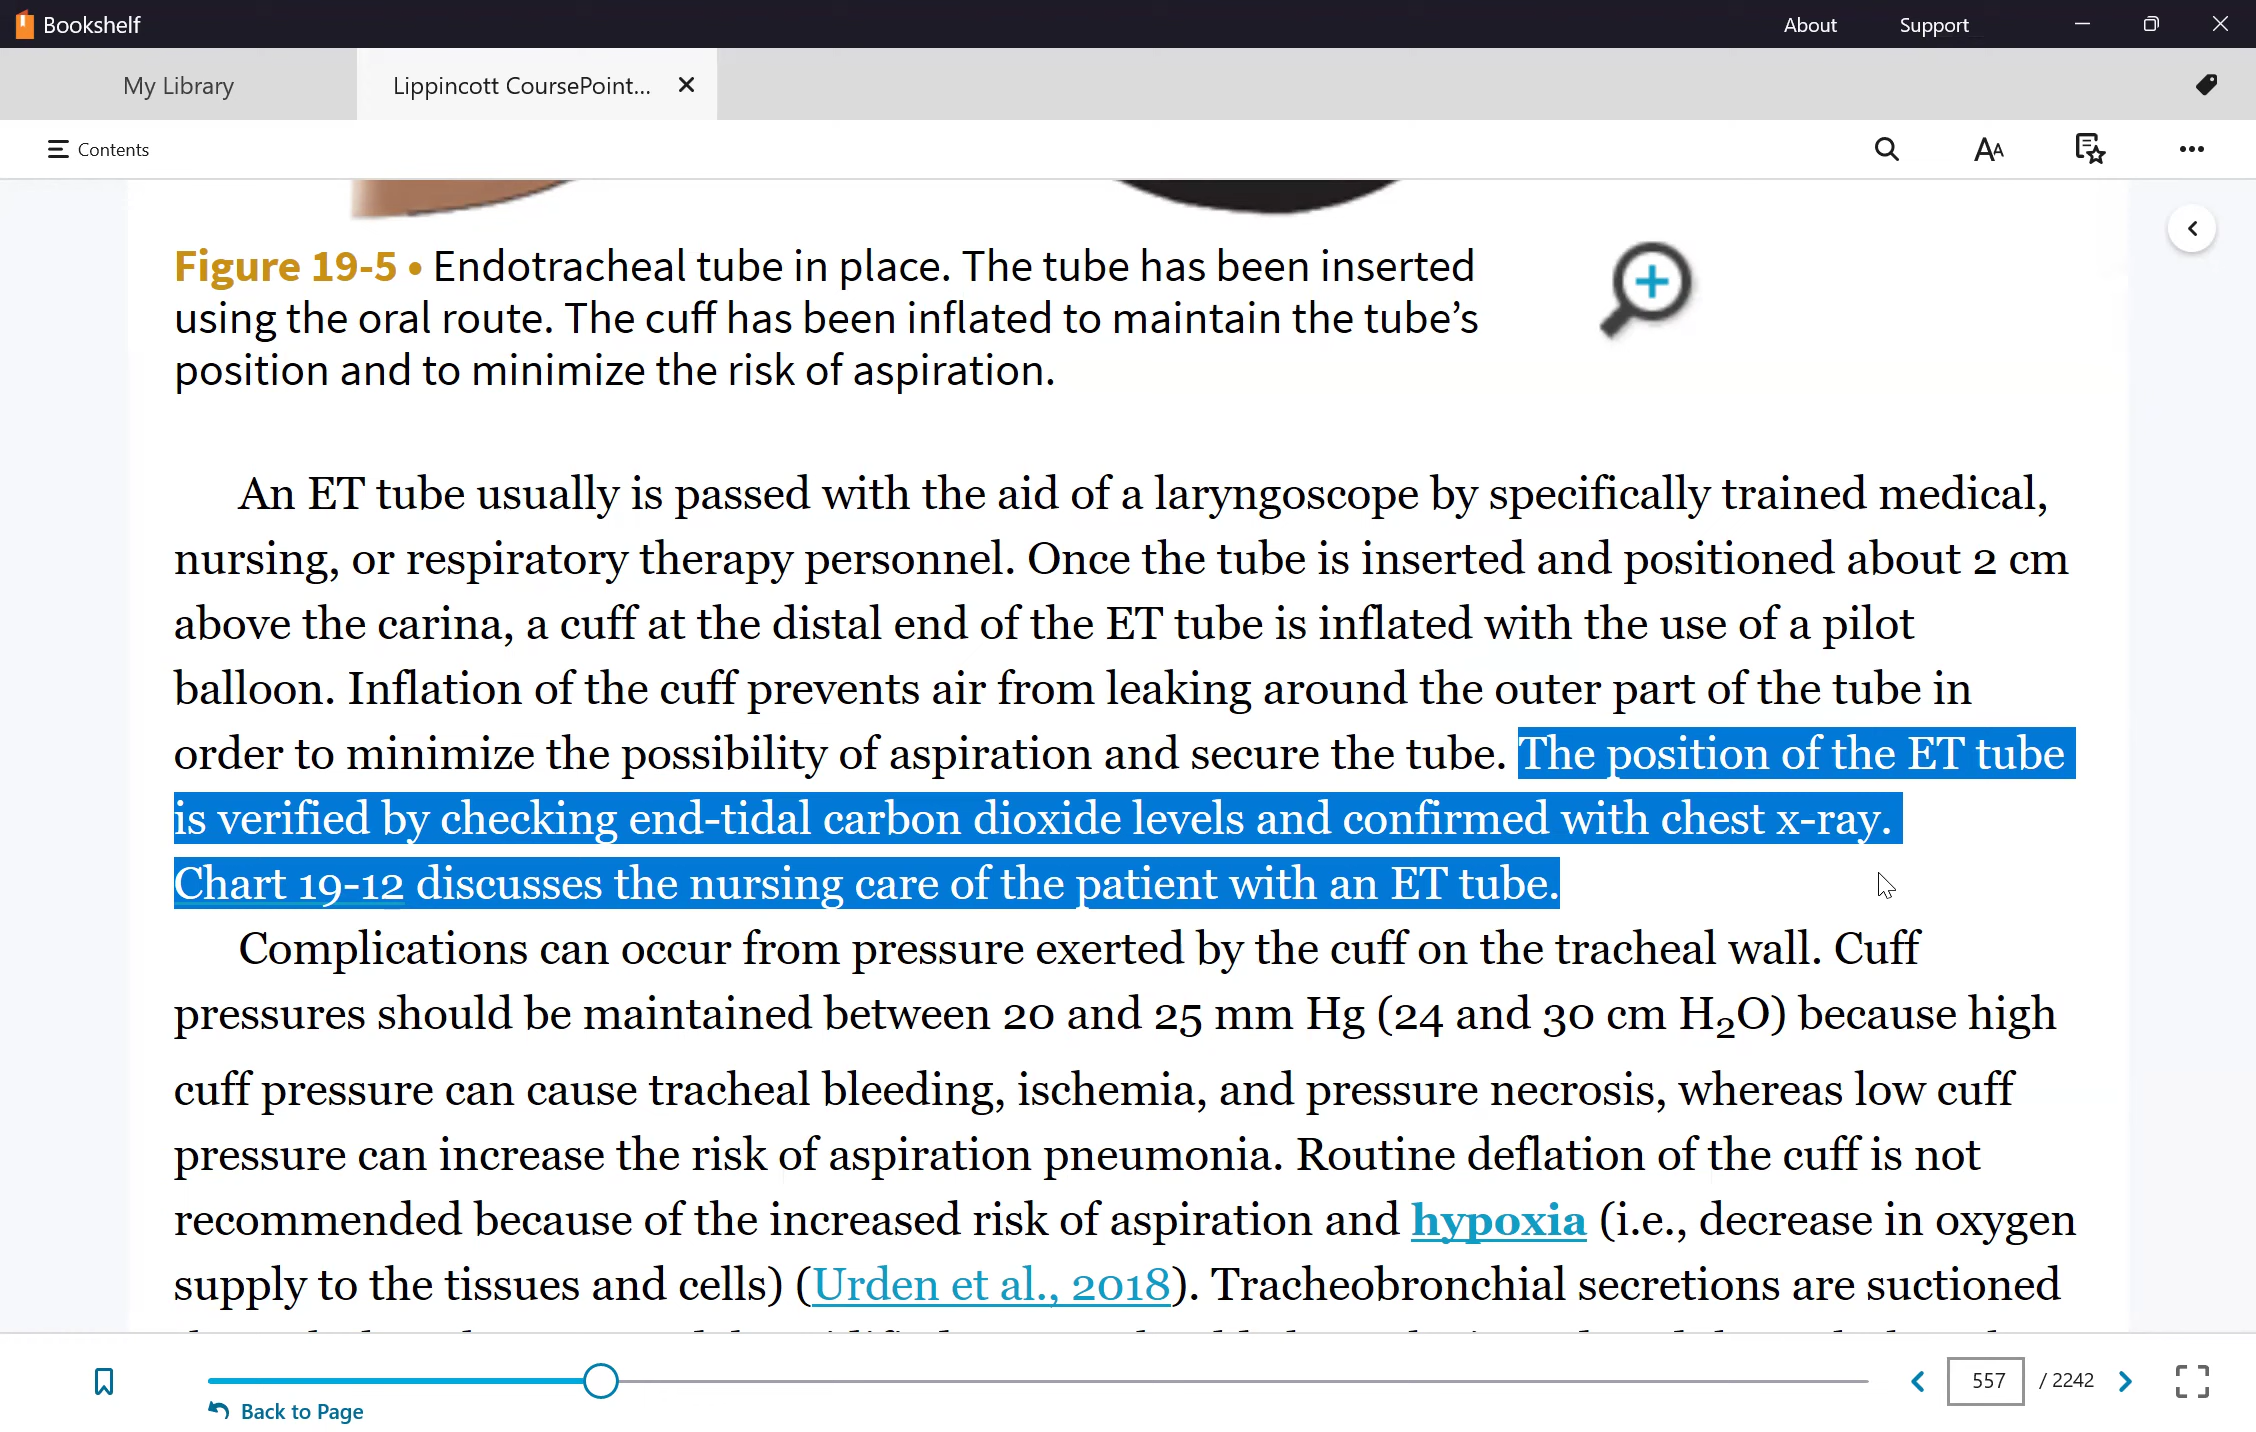 Bookshelf
About Support
My Library
Lippincott CoursePoint...
Contents
Figure 19-5 • Endotracheal tube in place. The tube has been inserted
using the oral route. The cuff has been inflated to maintain the tube’s
position and to minimize the risk of aspiration.
An ET tube usually is passed with the aid of a laryngoscope by specifically trained medical,
nursing, or respiratory therapy personnel. Once the tube is inserted and positioned about 2 cm
above the carina, a cuff at the distal end of the ET tube is inflated with the use of a pilot
balloon. Inflation of the cuff prevents air from leaking around the outer part of the tube in
order to minimize the possibility of aspiration and secure the tube. The position of the ET tube
is verified by checking end-tidal carbon dioxide levels and confirmed with chest x-ray.
Chart 19-12 discusses the nursing care of the patient with an ET tube.
Complications can occur from pressure exerted by the cuff on the tracheal wall. Cuff
pressures should be maintained between 20 and 25 mm Hg (24 and 30 cm H₂O) because high
cuff pressure can cause tracheal bleeding, ischemia, and pressure necrosis, whereas low cuff
pressure can increase the risk of aspiration pneumonia. Routine deflation of the cuff is not
recommended because of the increased risk of aspiration and hypoxia (i.e., decrease in oxygen
supply to the tissues and cells) (Urden et al., 2018). Tracheobronchial secretions are suctioned
557 / 2242
Back to Page